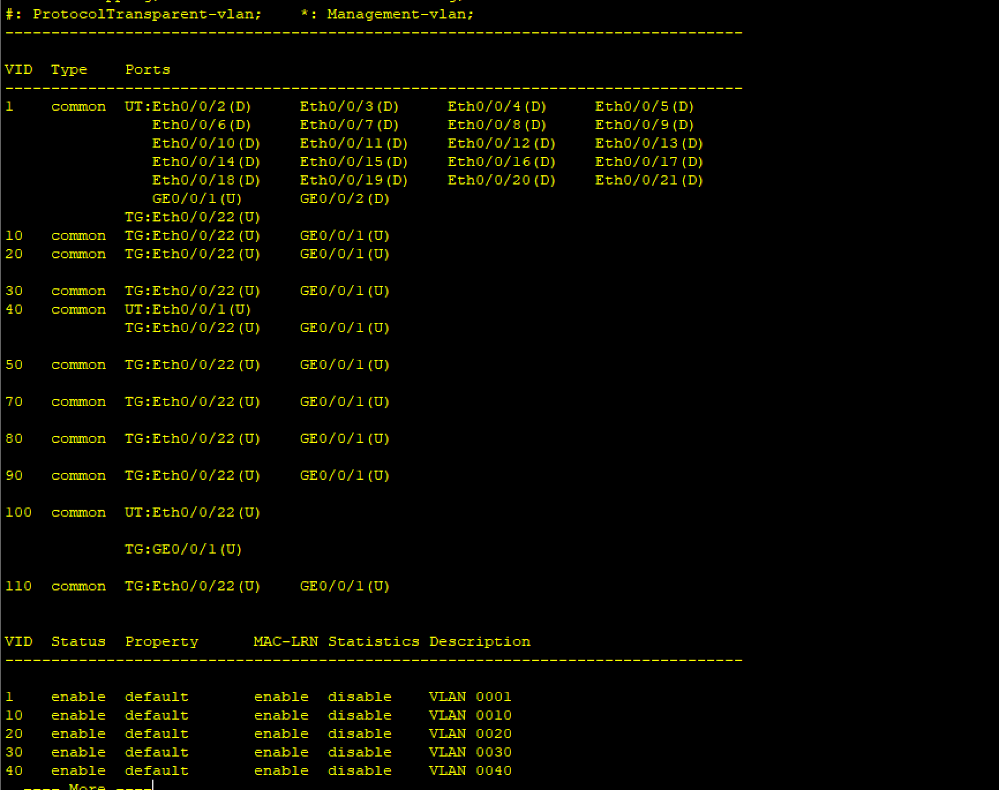 #: ProtocolTransparent-vlan;    *: Management-vlan;
--------------------------------------------------------------------------------
VID  Type    Ports
--------------------------------------------------------------------------------
1    common  UT:Eth0/0/2(D)     Eth0/0/3(D)     Eth0/0/4(D)     Eth0/0/5(D)
                Eth0/0/6(D)     Eth0/0/7(D)     Eth0/0/8(D)     Eth0/0/9(D)
                Eth0/0/10(D)    Eth0/0/11(D)    Eth0/0/12(D)    Eth0/0/13(D)
                Eth0/0/14(D)    Eth0/0/15(D)    Eth0/0/16(D)    Eth0/0/17(D)
                Eth0/0/18(D)    Eth0/0/19(D)    Eth0/0/20(D)    Eth0/0/21(D)
                GE0/0/1(U)      GE0/0/2(D)
             TG:Eth0/0/22(U)
10   common  TG:Eth0/0/22(U)    GE0/0/1(U)
20   common  TG:Eth0/0/22(U)    GE0/0/1(U)
30   common  TG:Eth0/0/22(U)    GE0/0/1(U)
40   common  UT:Eth0/0/1(U)
             TG:Eth0/0/22(U)    GE0/0/1(U)
50   common  TG:Eth0/0/22(U)    GE0/0/1(U)
70   common  TG:Eth0/0/22(U)    GE0/0/1(U)
80   common  TG:Eth0/0/22(U)    GE0/0/1(U)
90   common  TG:Eth0/0/22(U)    GE0/0/1(U)
100  common  UT:Eth0/0/22(U)
             TG:GE0/0/1(U)
110  common  TG:Eth0/0/22(U)    GE0/0/1(U)
VID  Status  Property      MAC-LRN Statistics Description
--------------------------------------------------------------------------------
1    enable  default       enable  disable    VLAN 0001
10   enable  default       enable  disable    VLAN 0010
20   enable  default       enable  disable    VLAN 0020
30   enable  default       enable  disable    VLAN 0030
40   enable  default       enable  disable    VLAN 0040
  ---- More ----